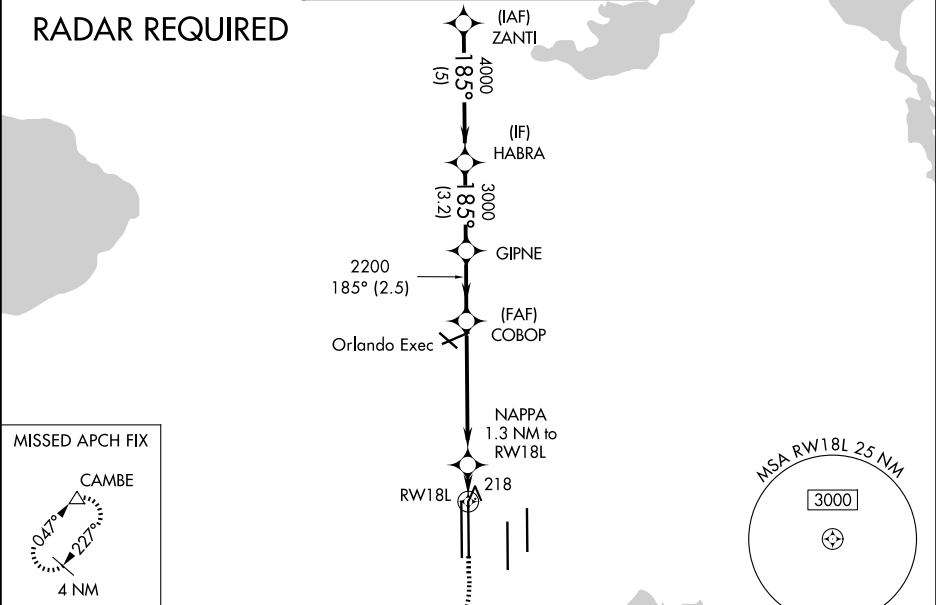 RADAR REQUIRED
(IAF)
ZANTI
4000
185°
(5)
(IF)
HABRA
3000
185°
(3.2)
GIPNE
2200
185° (2.5)
(FAF)
COBOP
Orlando Exec
NAPPA
1.3 NM to
RW18L
RW18L
218
MISSED APCH FIX
CAMBE
047°
227°
4 NM
MSA RW18L 25 NM
3000